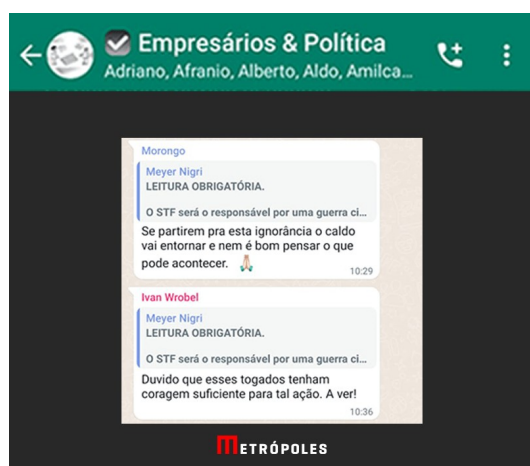 Empresários & Política
Adriano, Afranio, Alberto, Aldo, Amilca...
Morongo
Meyer Nigri
LEITURA OBRIGATÓRIA.
O STF será o responsável por uma guerra ci...
Se partirem pra esta ignorância o caldo
vai entornar e nem é bom pensar o que
pode acontecer. 🙏🏻
10:29
Ivan Wrobel
Meyer Nigri
LEITURA OBRIGATÓRIA.
O STF será o responsável por uma guerra ci...
Duvido que esses togados tenham
coragem suficiente para tal ação. A ver!
10:36
METRÓPOLES